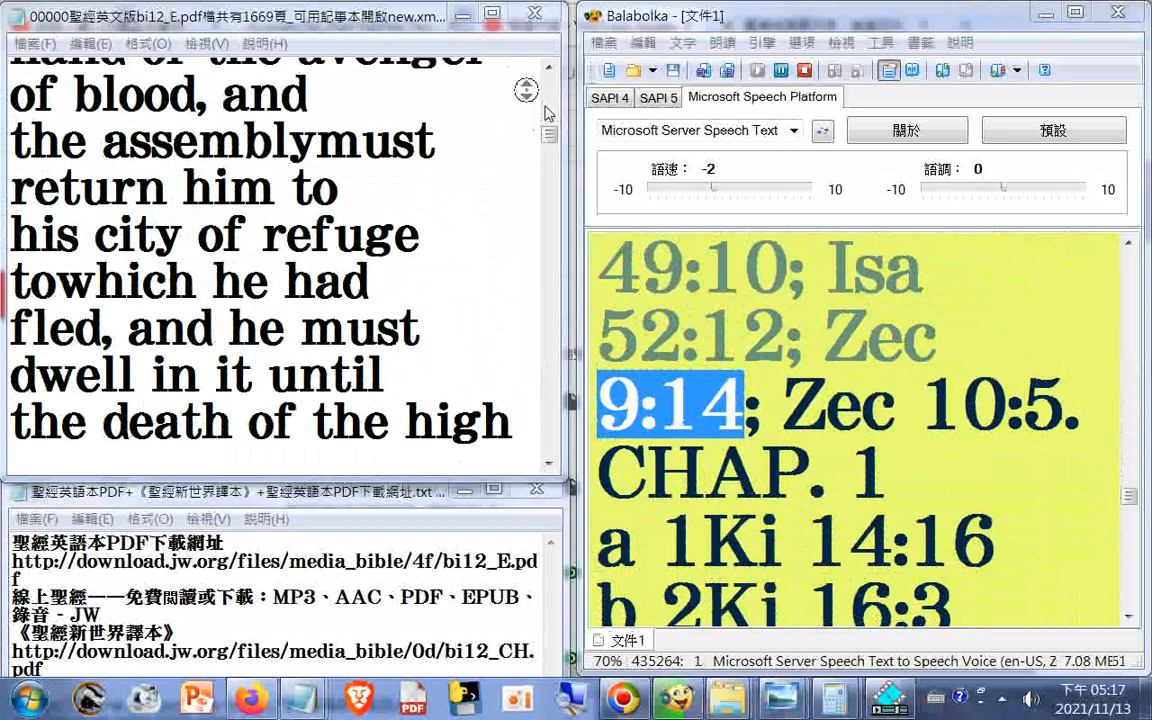 00000聖經英文版bi12_E.pdf檔共有1669頁_可用記事本開啟new.xm...
檔案(F) 編輯(E) 格式(O) 檢視(V) 說明(H)
hand of the avenger
of blood, and
the assemblymust
return him to
his city of refuge
towhich he had
fled, and he must
dwell in it until
the death of the high
聖經英語本PDF+《聖經新世界譯本》+聖經英語本PDF下載網址.txt ...
檔案(F) 編輯(E) 格式(O) 檢視(V) 說明(H)
聖經英語本PDF下載網址
http://download.jw.org/files/media_bible/4f/bi12_E.pd
f
線上聖經——免費閱讀或下載：MP3、AAC、PDF、EPUB、
錄音 - JW
《聖經新世界譯本》
http://download.jw.org/files/media_bible/0d/bi12_CH.
pdf
Balabolka - [文件1]
檔案 編輯 文字 朗讀 引擎 選項 檢視 工具 書籤 說明
SAPI 4 SAPI 5 Microsoft Speech Platform
Microsoft Server Speech Text 關於 預設
語速： -2 語調： 0
-10 10 -10 10
49:10; Isa
52:12; Zec
9:14; Zec 10:5.
CHAP. 1
a 1Ki 14:16
b 2Ki 16:3
文件1
70% 435264: 1 Microsoft Server Speech Text to Speech Voice (en-US, Z 7.08 ME51
下午 05:17
2021/11/13